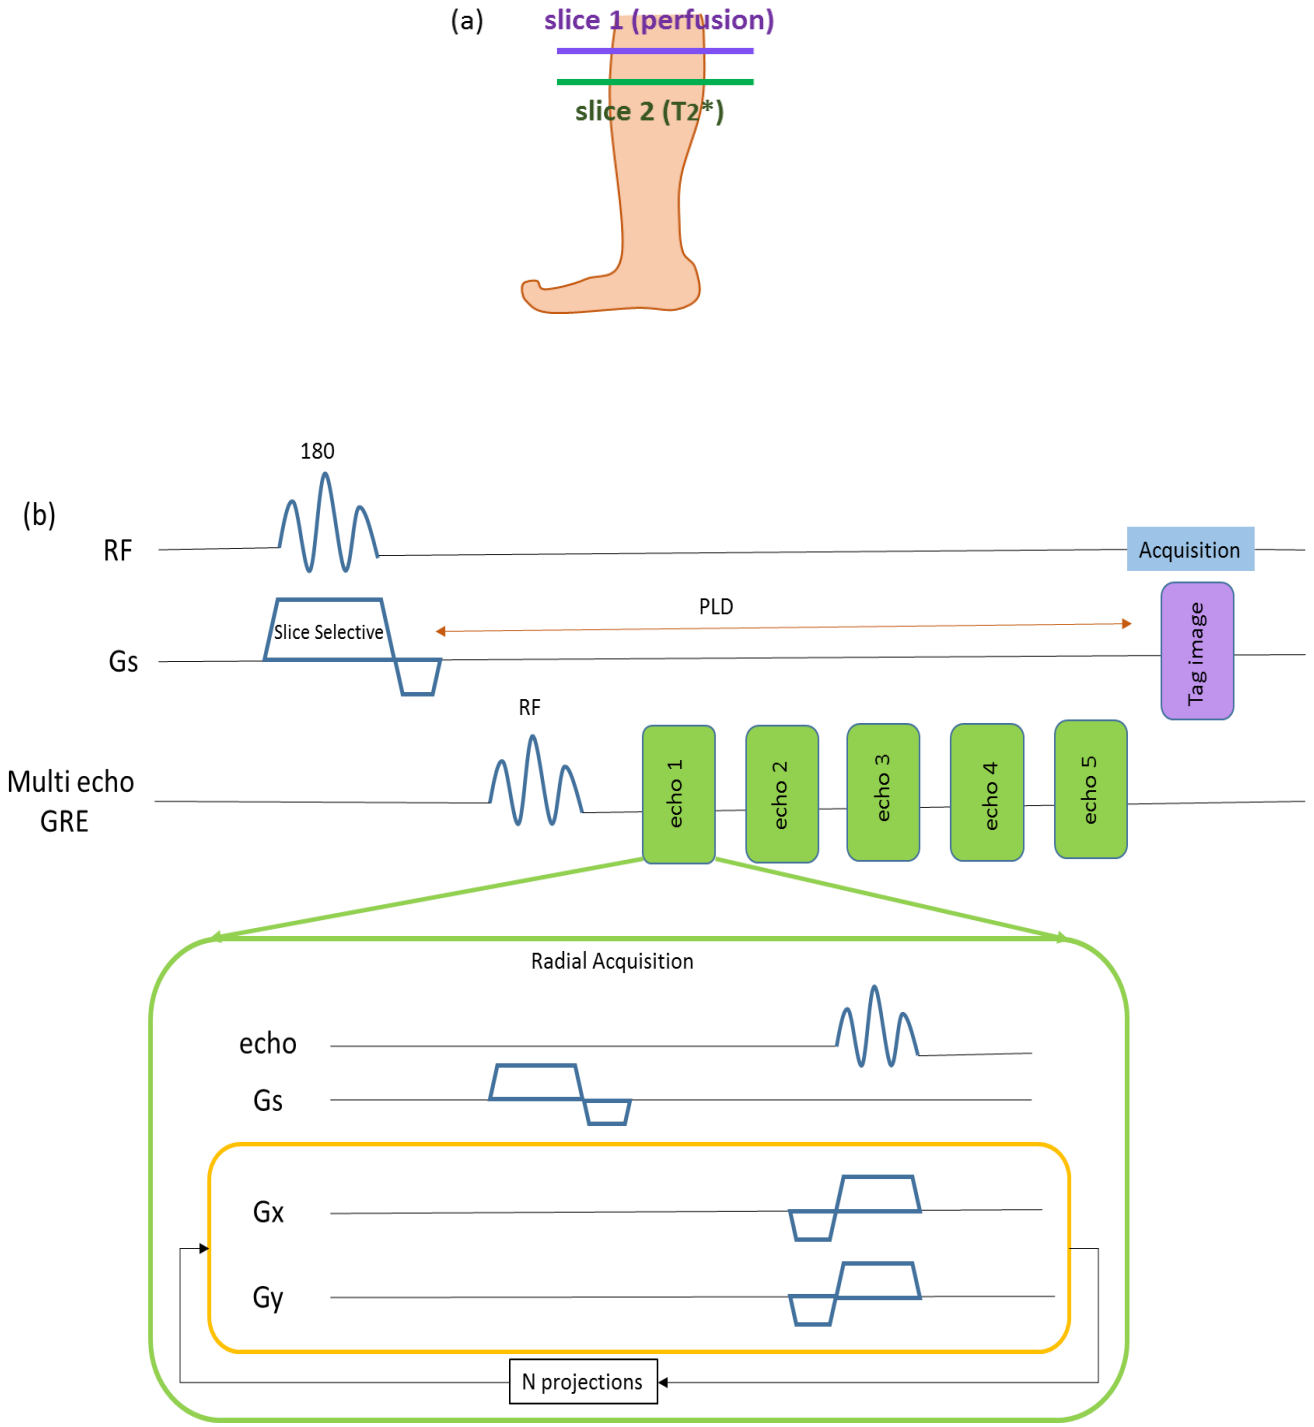 (a)
slice 1 (perfusion)
slice 2 (T2*)
180
(b)
RF
Acquisition
PLD
Slice Selective
Gs
Tag image
RF
Multi echo
GRE
echo 1
echo 2
echo 3
echo 4
echo 5
Radial Acquisition
echo
Gs
Gx
Gy
N projections